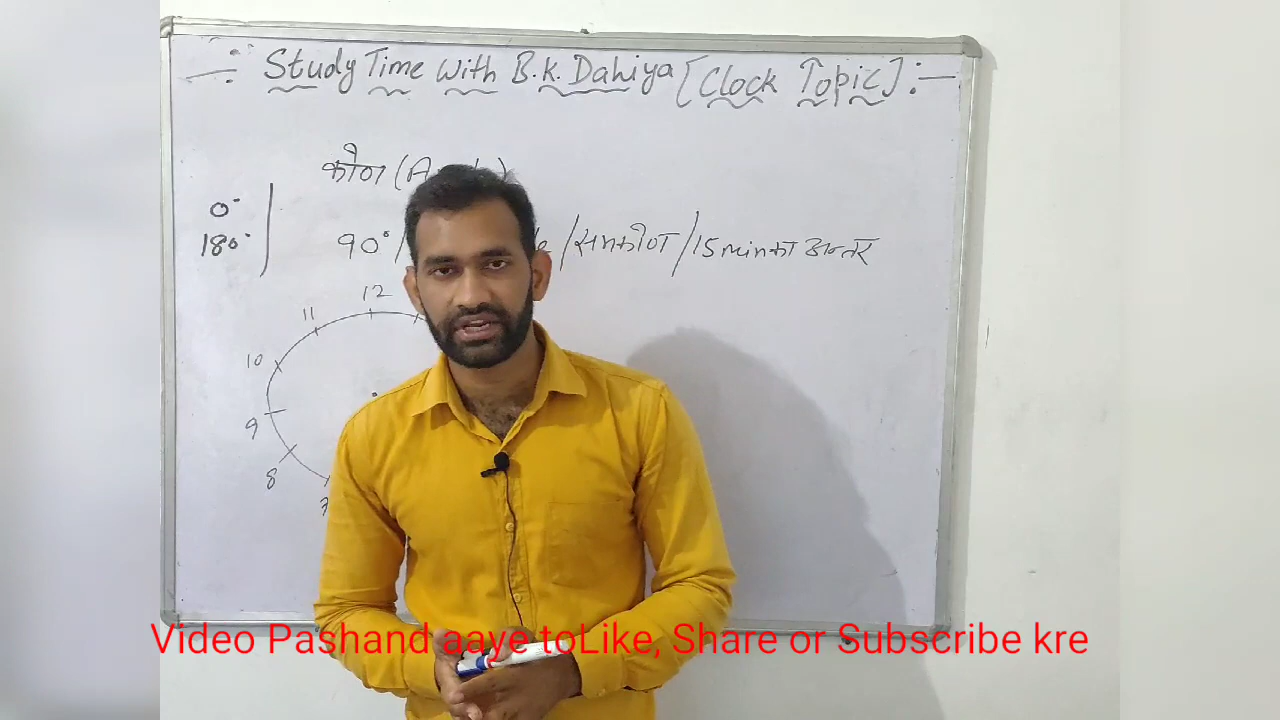 Study Time With B.K. Dahiya [Clock Topic] :-
कोण (A
0°
180°
90° / / समकोण / 15 min का अन्तर
12
11
10
9
8
7
Video Pashand aaye toLike, Share or Subscribe kre